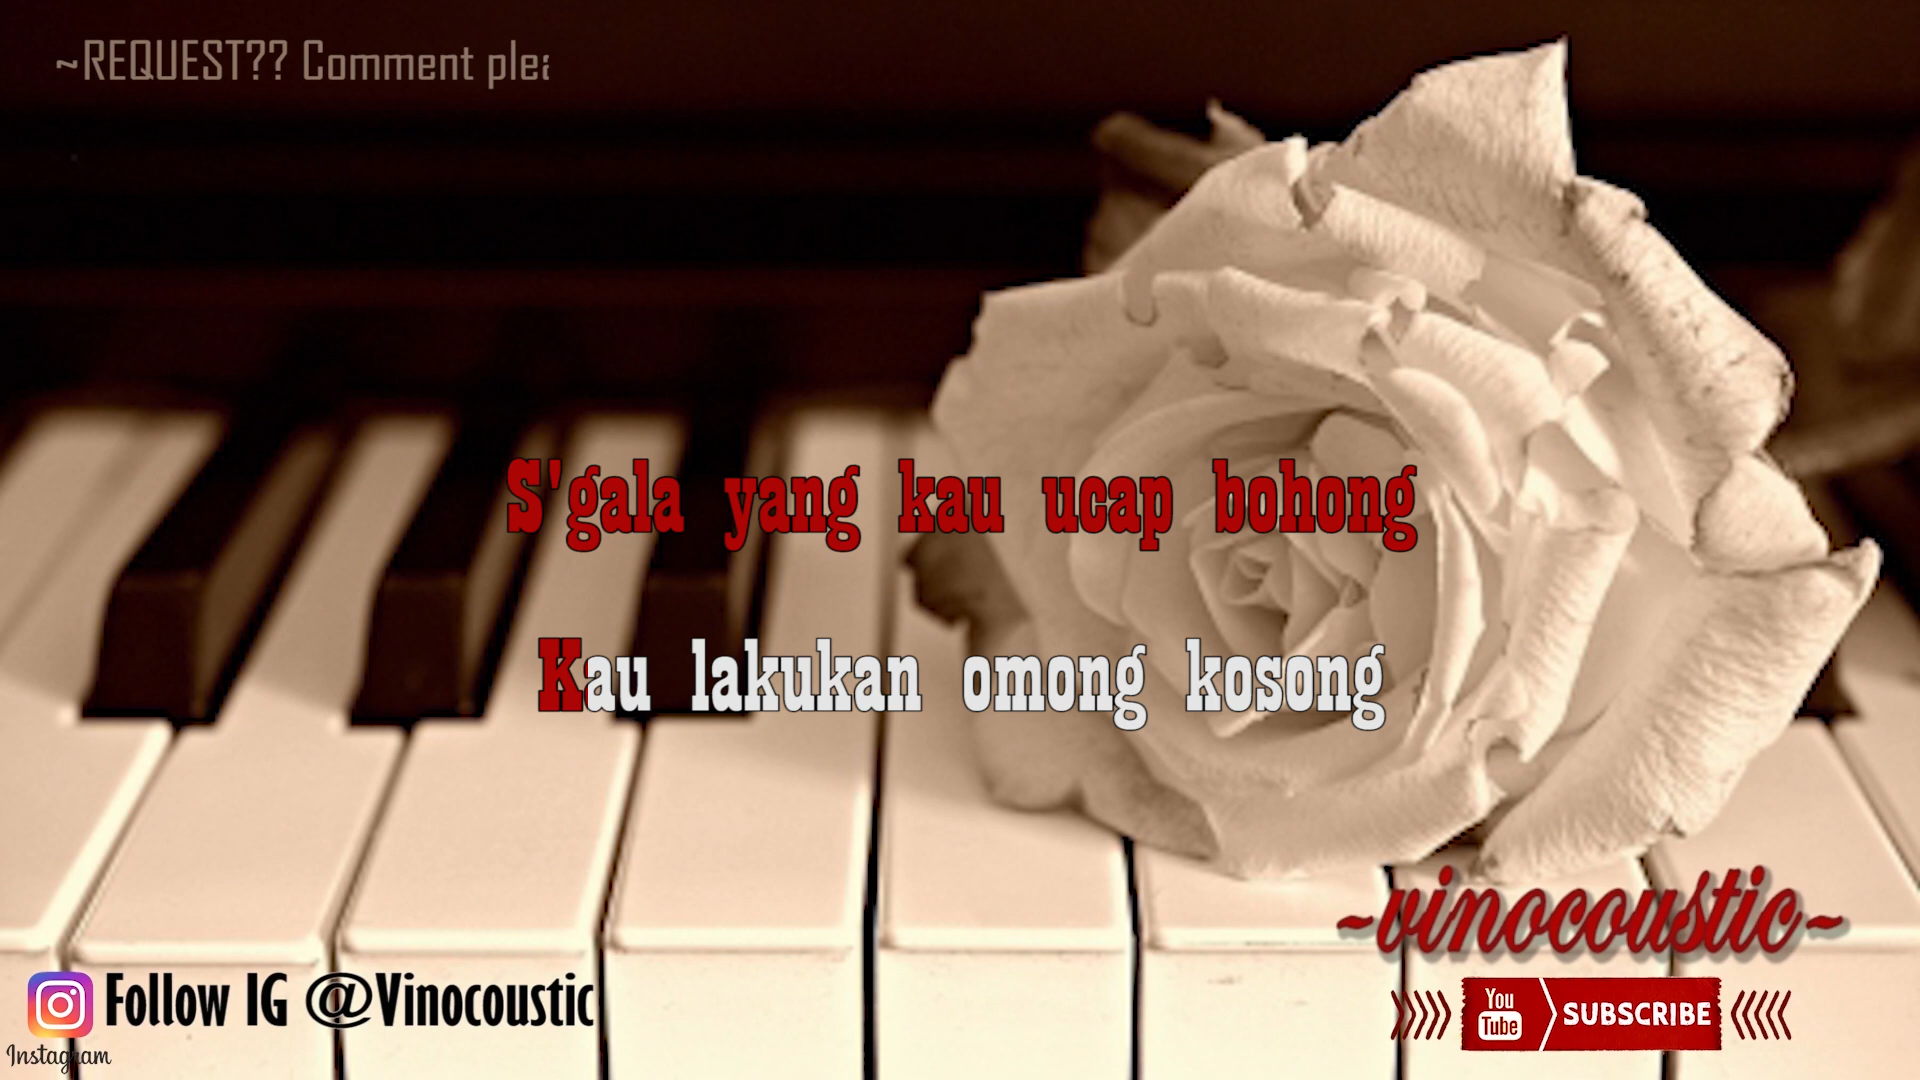 ~REQUEST?? Comment
S'gala yang kau ucap bohong
Kau lakukan omong kosong
~vinocoustic~
Follow IG @Vinocoustic
You
Tube
SUBSCRIBE
Instagram